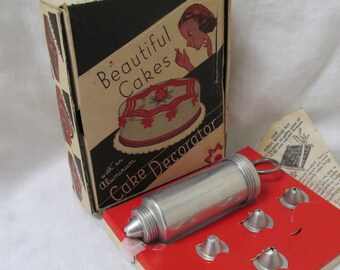 Beautiful
Cakes
with an
aluminum
Cake Decorator